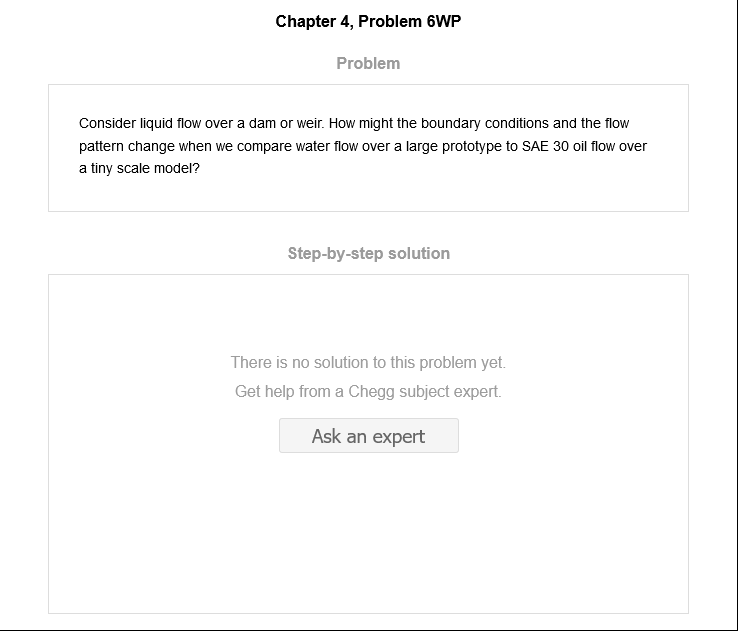 Chapter 4, Problem 6WP
Problem
Consider liquid flow over a dam or weir. How might the boundary conditions and the flow
pattern change when we compare water flow over a large prototype to SAE 30 oil flow over
a tiny scale model?
Step-by-step solution
There is no solution to this problem yet.
Get help from a Chegg subject expert.
Ask an expert